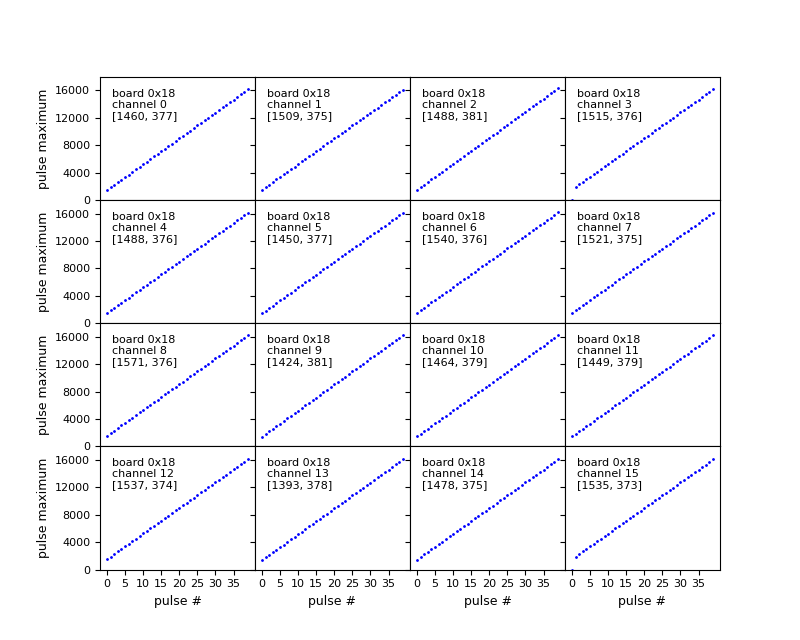 pulse maximum
16000
12000
8000
4000
0
board 0x18
channel 0
[1460, 377]
board 0x18
channel 1
[1509, 375]
board 0x18
channel 2
[1488, 381]
board 0x18
channel 3
[1515, 376]
pulse maximum
16000
12000
8000
4000
0
board 0x18
channel 4
[1488, 376]
board 0x18
channel 5
[1450, 377]
board 0x18
channel 6
[1540, 376]
board 0x18
channel 7
[1521, 375]
pulse maximum
16000
12000
8000
4000
0
board 0x18
channel 8
[1571, 376]
board 0x18
channel 9
[1424, 381]
board 0x18
channel 10
[1464, 379]
board 0x18
channel 11
[1449, 379]
pulse maximum
16000
12000
8000
4000
0
board 0x18
channel 12
[1537, 374]
board 0x18
channel 13
[1393, 378]
board 0x18
channel 14
[1478, 375]
board 0x18
channel 15
[1535, 373]
0 5 10 15 20 25 30 35
0 5 10 15 20 25 30 35
0 5 10 15 20 25 30 35
0 5 10 15 20 25 30 35
pulse #
pulse #
pulse #
pulse #